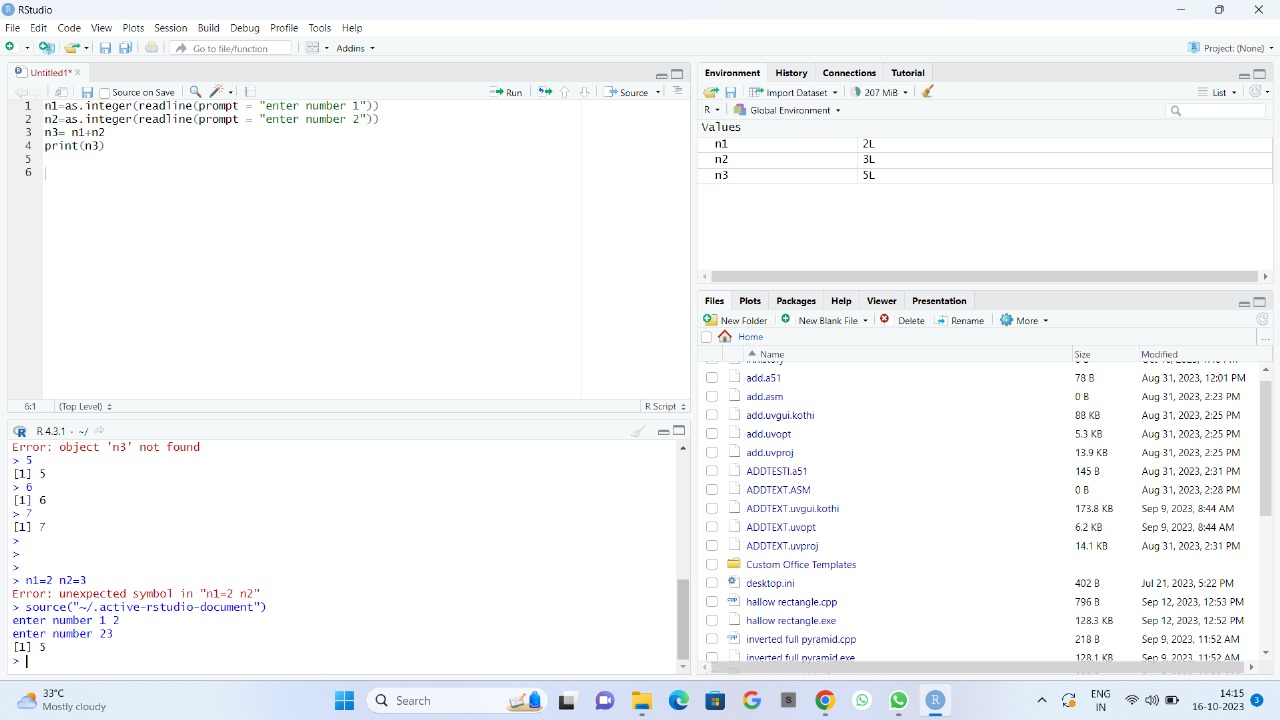 RStudio
File Edit Code View Plots Session Build Debug Profile Tools Help
Go to file/function Addins Project: (None)
Untitled1*
Source on Save Run Source
1 n1=as.integer(readline(prompt = "enter number 1"))
2 n2=as.integer(readline(prompt = "enter number 2"))
3 n3= n1+n2
4 print(n3)
5
6
6:1 (Top Level) R Script
R 4.3.1 · ~/
Error: object 'n3' not found
> 5
[1] 5
> 6
[1] 6
> 7
[1] 7
>
>
> n1=2 n2=3
Error: unexpected symbol in "n1=2 n2"
> source("~/.active-rstudio-document")
enter number 1 2
enter number 23
[1] 5
>
Environment History Connections Tutorial
Import Dataset 207 MiB List
R Global Environment
Values
n1 2L
n2 3L
n3 5L
Files Plots Packages Help Viewer Presentation
New Folder New Blank File Delete Rename More
Home ...
Name Size Modified
add.a51 78 B Aug 31, 2023, 12:01 PM
add.asm 0 B Aug 31, 2023, 2:23 PM
add.uvgui.kothi 88 KB Aug 31, 2023, 2:25 PM
add.uvopt 5.3 KB Aug 31, 2023, 2:25 PM
add.uvproj 13.9 KB Aug 31, 2023, 2:25 PM
ADDTESTI.a51 145 B Aug 31, 2023, 2:31 PM
ADDTEXT.ASM 0 B Aug 31, 2023, 2:28 PM
ADDTEXT.uvgui.kothi 173.8 KB Sep 9, 2023, 8:44 AM
ADDTEXT.uvopt 6.2 KB Sep 9, 2023, 8:44 AM
ADDTEXT.uvproj 14.1 KB Aug 31, 2023, 2:31 PM
Custom Office Templates
desktop.ini 402 B Jul 21, 2023, 5:22 PM
hallow rectangle.cpp 796 B Sep 12, 2023, 12:53 PM
hallow rectangle.exe 128.3 KB Sep 12, 2023, 12:52 PM
inverted full pyramid.cpp 218 B Sep 9, 2023, 11:52 AM
inverted full pyramid.exe 128.1 KB Sep 9, 2023, 11:52 AM
33°C
Mostly cloudy
Search
ENG
IN
14:15
16-10-2023
3